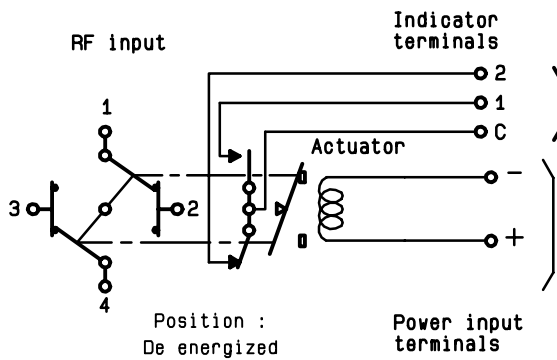 RF input
Indicator
terminals
2
1
C
Actuator
1
3
2
4
-
+
Position :
De energized
Power input
terminals